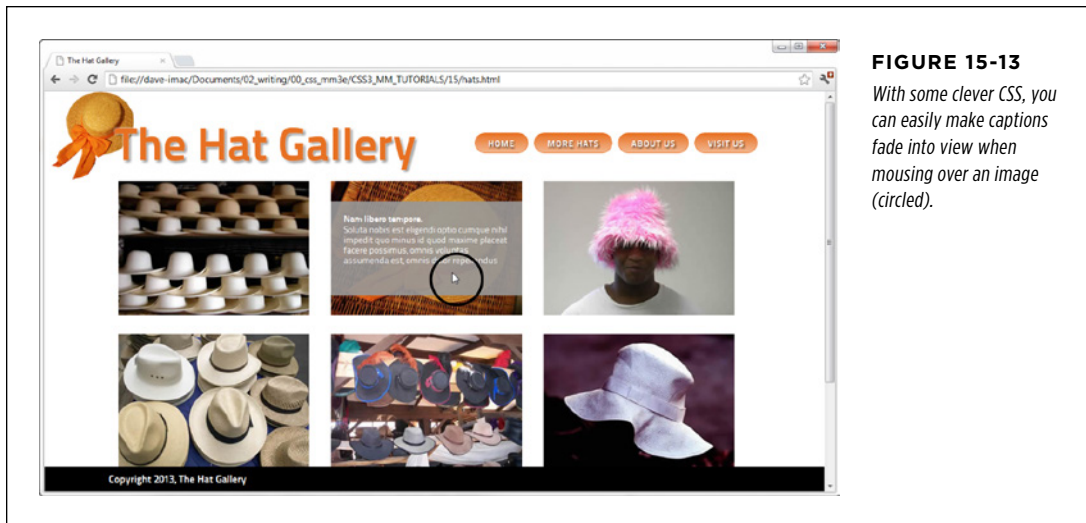 The Hat Gallery
file://dave-imac/Documents/02_writing/00_css_mm3e/CSS3_MM_TUTORIALS/15/hats.html
The Hat Gallery
HOME
MORE HATS
ABOUT US
VISIT US
Nam libero tempore.
Soluta nobis est eligendi optio cumque nihil
impedit quo minus id quod maxime placeat
facere possimus, omnis voluptas
assumenda est, omnis dolor repellendus
Copyright 2013, The Hat Gallery
FIGURE 15-13
With some clever CSS, you
can easily make captions
fade into view when
mousing over an image
(circled).